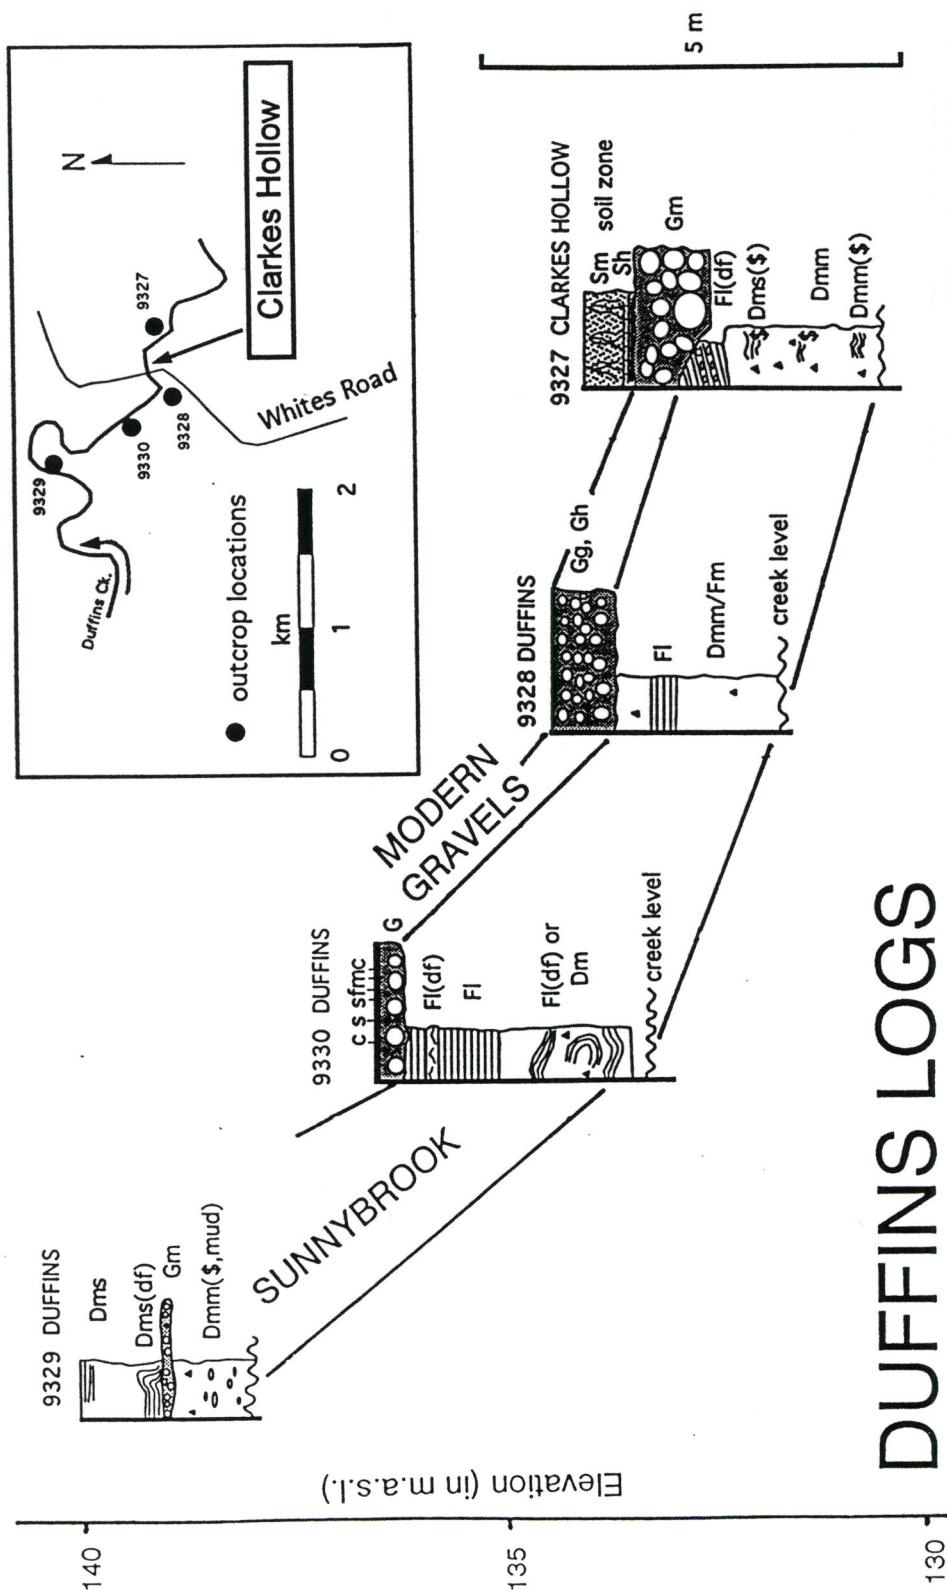 N
9329
9330
9328
9327
Duffins Ck.
Whites Road
Clarkes Hollow
outcrop locations
km
0 1 2
Elevation (in m.a.s.l.)
140
135
130
9329 DUFFINS
Dms
Dms(df)
Gm
Dmm($,mud)
SUNNYBROOK
9330 DUFFINS
c s sfmc
G
Fl(df)
Fl
Fl(df) or
Dm
creek level
MODERN
GRAVELS
9328 DUFFINS
Gg, Gh
Fl
Dmm/Fm
creek level
9327 CLARKES HOLLOW
Sm
Sh
soil zone
Gm
Fl(df)
Dms($)
$
$
Dmm
Dmm($)
5 m
DUFFINS LOGS